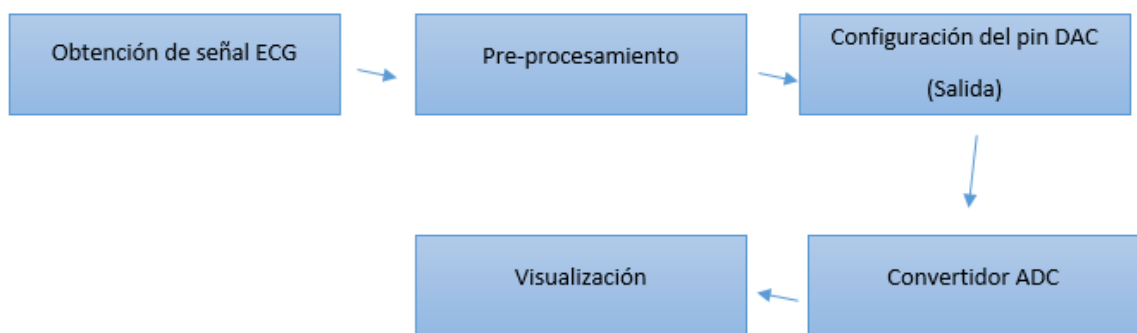 Obtención de señal ECG
Pre-procesamiento
Configuración del pin DAC
(Salida)
Convertidor ADC
Visualización